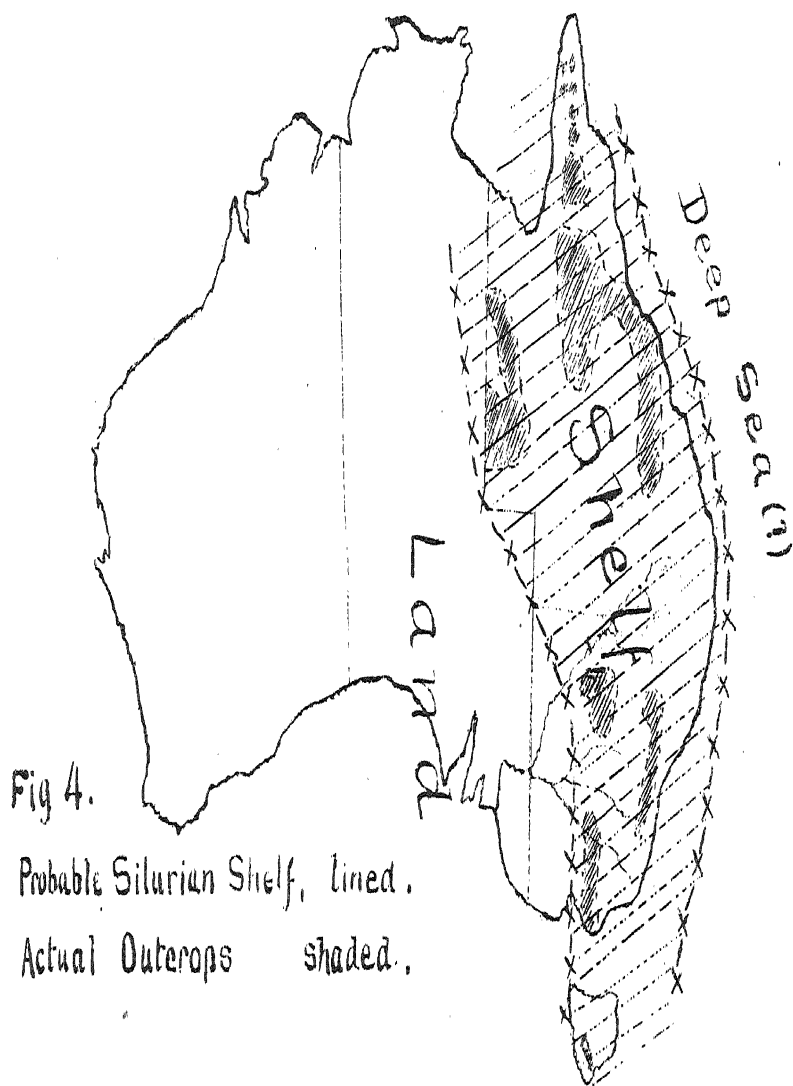 Deep Sea (?)
Shelf
Land
Fig 4.
Probable Silurian Shelf, lined.
Actual Outcrops shaded.